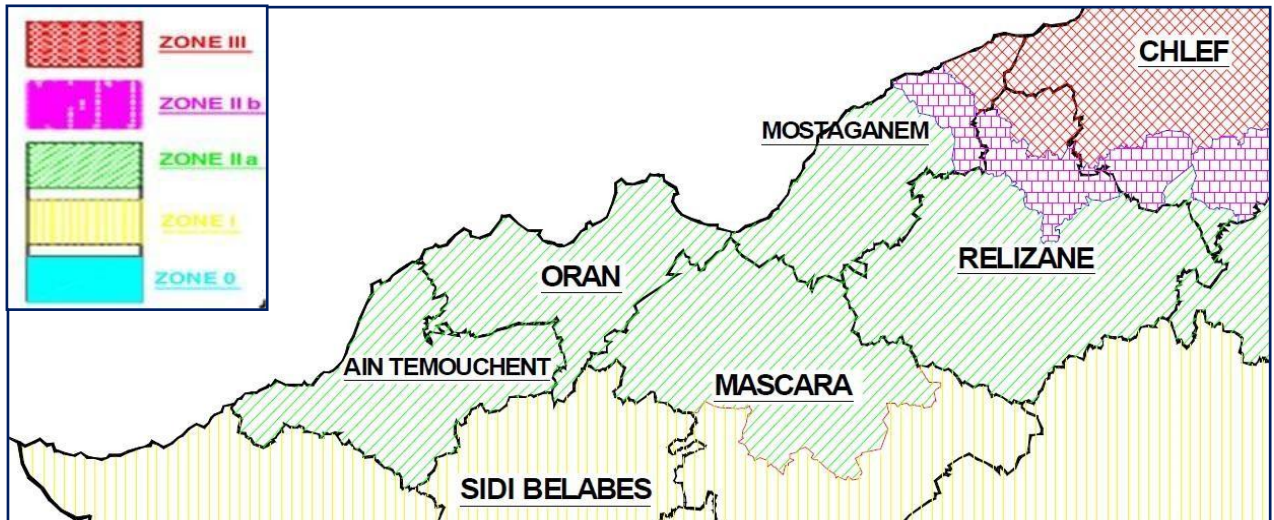 ZONE III
ZONE II b
ZONE II a
ZONE I
ZONE 0
CHLEF
MOSTAGANEM
RELIZANE
ORAN
AIN TEMOUCHENT
MASCARA
SIDI BELABES